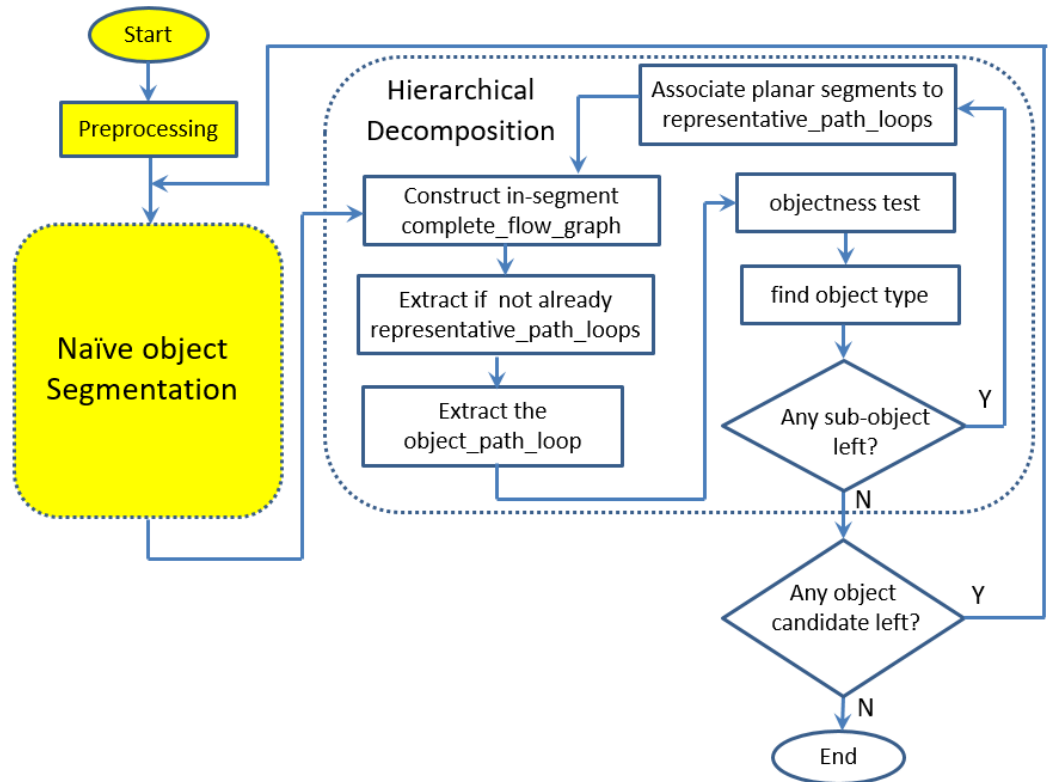 Start
Preprocessing
Naïve object
Segmentation
Hierarchical
Decomposition
Associate planar segments to
representative_path_loops
Construct in-segment
complete_flow_graph
Extract if  not already
representative_path_loops
Extract the
object_path_loop
objectness test
find object type
Any sub-object
left?
Y
N
Any object
candidate left?
Y
N
End